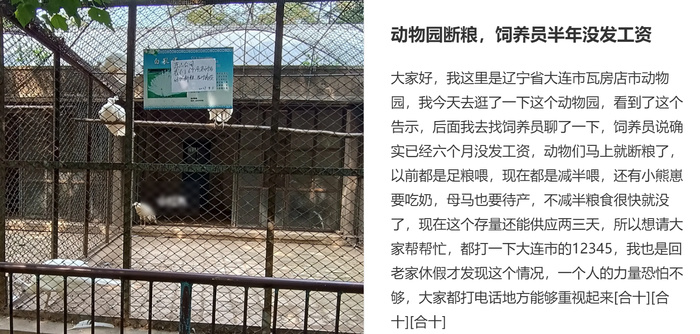 动物园断粮，饲养员半年没发工资
大家好，我这里是辽宁省大连市瓦房店市动物
园，我今天去逛了一下这个动物园，看到了这个
告示，后面我去找饲养员聊了一下，饲养员说确
实已经六个月没发工资，动物们马上就断粮了，
以前都是足粮喂，现在都是减半喂，还有小熊崽
要吃奶，母马也要待产，不减半粮食很快就没
了，现在这个存量还能供应两三天，所以想请大
家帮帮忙，都打一下大连市的12345，我也是回
老家休假才发现这个情况，一个人的力量恐怕不
够，大家都打电话地方能够重视起来[合十][合
十][合十]